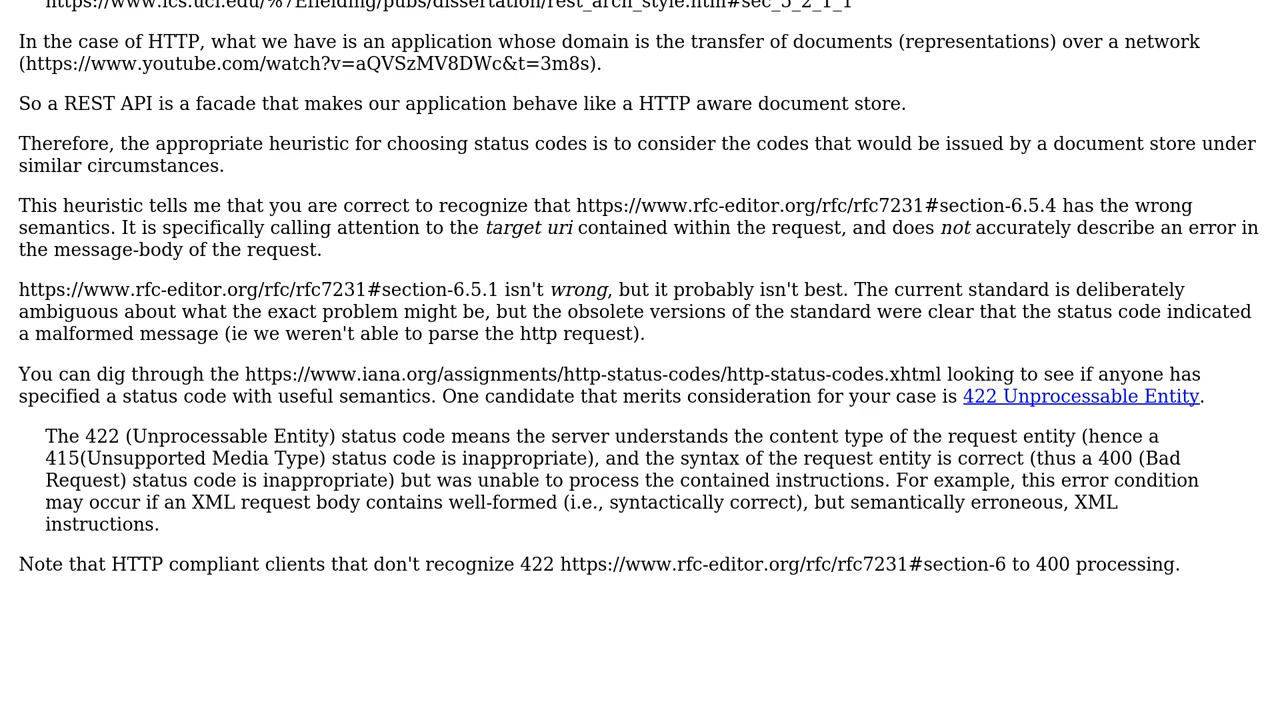 https://www.ics.uci.edu/%7Efielding/pubs/dissertation/rest_arch_style.htm#sec_5_2_1_1
In the case of HTTP, what we have is an application whose domain is the transfer of documents (representations) over a network
(https://www.youtube.com/watch?v=aQVSzMV8DWc&t=3m8s).
So a REST API is a facade that makes our application behave like a HTTP aware document store.
Therefore, the appropriate heuristic for choosing status codes is to consider the codes that would be issued by a document store under
similar circumstances.
This heuristic tells me that you are correct to recognize that https://www.rfc-editor.org/rfc/rfc7231#section-6.5.4 has the wrong
semantics. It is specifically calling attention to the target uri contained within the request, and does not accurately describe an error in
the message-body of the request.
https://www.rfc-editor.org/rfc/rfc7231#section-6.5.1 isn't wrong, but it probably isn't best. The current standard is deliberately
ambiguous about what the exact problem might be, but the obsolete versions of the standard were clear that the status code indicated
a malformed message (ie we weren't able to parse the http request).
You can dig through the https://www.iana.org/assignments/http-status-codes/http-status-codes.xhtml looking to see if anyone has
specified a status code with useful semantics. One candidate that merits consideration for your case is 422 Unprocessable Entity.
The 422 (Unprocessable Entity) status code means the server understands the content type of the request entity (hence a
415(Unsupported Media Type) status code is inappropriate), and the syntax of the request entity is correct (thus a 400 (Bad
Request) status code is inappropriate) but was unable to process the contained instructions. For example, this error condition
may occur if an XML request body contains well-formed (i.e., syntactically correct), but semantically erroneous, XML
instructions.
Note that HTTP compliant clients that don't recognize 422 https://www.rfc-editor.org/rfc/rfc7231#section-6 to 400 processing.